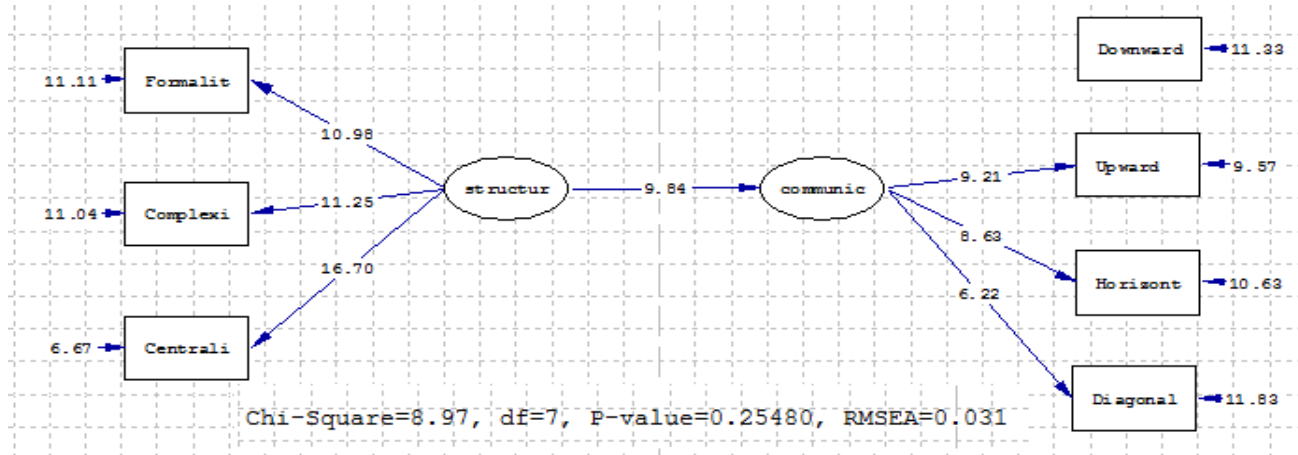 Downward
11.33
11.11
Formalit
10.98
structur
9.84
communic
9.21
Upward
9.57
11.04
Complexi
11.25
8.63
Horizont
10.63
16.70
6.22
6.67
Centrali
Diagonal
11.83
Chi-Square=8.97, df=7, P-value=0.25480, RMSEA=0.031